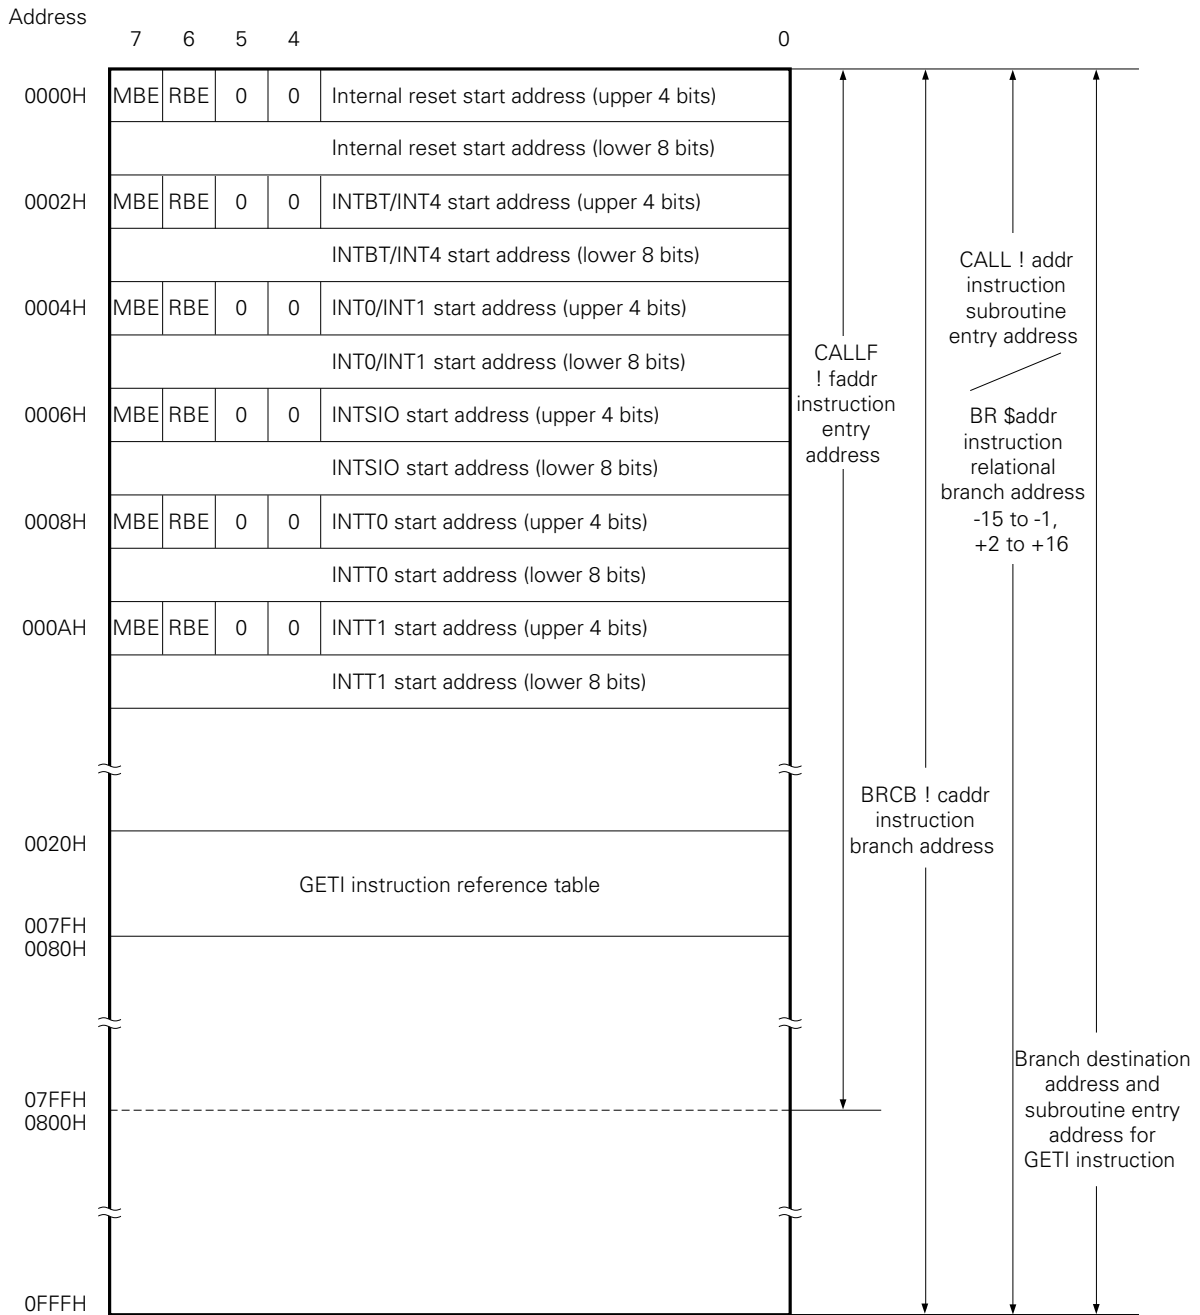 Address
7 6 5 4 0
0000H MBE RBE 0 0 Internal reset start address (upper 4 bits)
Internal reset start address (lower 8 bits)
0002H MBE RBE 0 0 INTBT/INT4 start address (upper 4 bits)
INTBT/INT4 start address (lower 8 bits)
0004H MBE RBE 0 0 INT0/INT1 start address (upper 4 bits)
INT0/INT1 start address (lower 8 bits)
0006H MBE RBE 0 0 INTSIO start address (upper 4 bits)
INTSIO start address (lower 8 bits)
0008H MBE RBE 0 0 INTT0 start address (upper 4 bits)
INTT0 start address (lower 8 bits)
000AH MBE RBE 0 0 INTT1 start address (upper 4 bits)
INTT1 start address (lower 8 bits)
0020H
GETI instruction reference table
007FH
0080H
07FFH
0800H
0FFFH
CALLF
! faddr
instruction
entry
address
BRCB ! caddr
instruction
branch address
CALL ! addr
instruction
subroutine
entry address
BR $addr
instruction
relational
branch address
-15 to -1,
+2 to +16
Branch destination
address and
subroutine entry
address for
GETI instruction